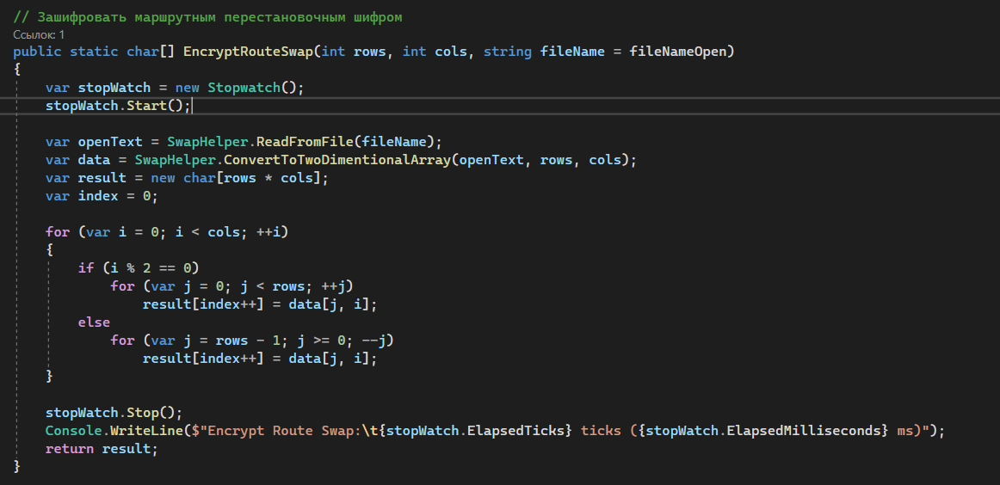 // Зашифровать маршрутным перестановочным шифром
Ссылок: 1
public static char[] EncryptRouteSwap(int rows, int cols, string fileName = fileNameOpen)
{
    var stopWatch = new Stopwatch();
    stopWatch.Start();

    var openText = SwapHelper.ReadFromFile(fileName);
    var data = SwapHelper.ConvertToTwoDimentionalArray(openText, rows, cols);
    var result = new char[rows * cols];
    var index = 0;

    for (var i = 0; i < cols; ++i)
    {
        if (i % 2 == 0)
            for (var j = 0; j < rows; ++j)
                result[index++] = data[j, i];
        else
            for (var j = rows - 1; j >= 0; --j)
                result[index++] = data[j, i];
    }

    stopWatch.Stop();
    Console.WriteLine($"Encrypt Route Swap:\t{stopWatch.ElapsedTicks} ticks ({stopWatch.ElapsedMilliseconds} ms)");
    return result;
}